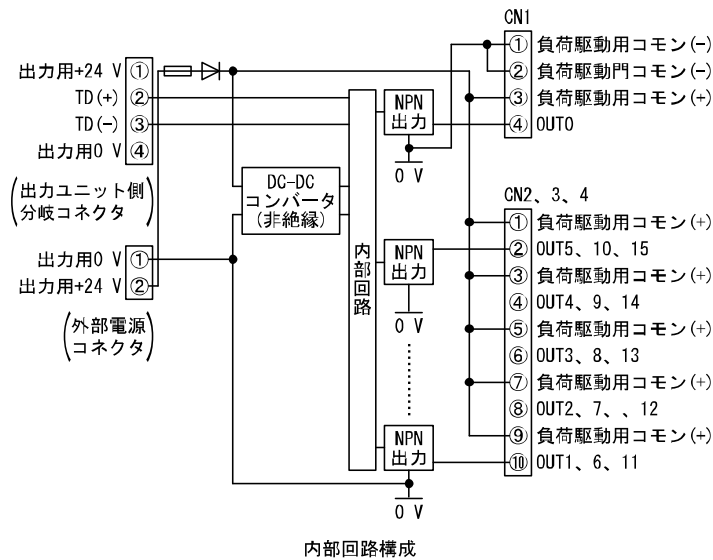 CN1
① 負荷駆動用コモン(-)
② 負荷駆動門コモン(-)
③ 負荷駆動用コモン(+)
④ OUT0
出力用+24 V ①
TD(+) ②
TD(-) ③
出力用0 V ④
(出力ユニット側
分岐コネクタ)
出力用0 V ①
出力用+24 V ②
(外部電源
コネクタ)
DC-DC
コンバータ
(非絶縁)
内部回路
NPN
出力
0 V
NPN
出力
0 V
NPN
出力
0 V
CN2、3、4
① 負荷駆動用コモン(+)
② OUT5、10、15
③ 負荷駆動用コモン(+)
④ OUT4、9、14
⑤ 負荷駆動用コモン(+)
⑥ OUT3、8、13
⑦ 負荷駆動用コモン(+)
⑧ OUT2、7、、12
⑨ 負荷駆動用コモン(+)
⑩ OUT1、6、11
内部回路構成